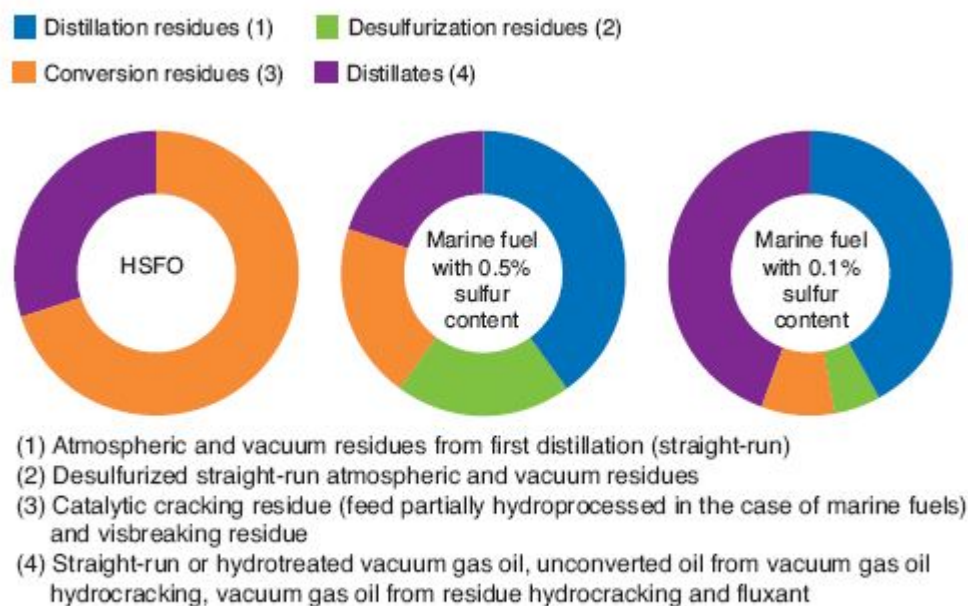 Distillation residues (1)
Desulfurization residues (2)
Conversion residues (3)
Distillates (4)
HSFO
Marine fuel
with 0.5%
sulfur
content
Marine fuel
with 0.1%
sulfur
content
(1) Atmospheric and vacuum residues from first distillation (straight-run)
(2) Desulfurized straight-run atmospheric and vacuum residues
(3) Catalytic cracking residue (feed partially hydroprocessed in the case of marine fuels)
and visbreaking residue
(4) Straight-run or hydrotreated vacuum gas oil, unconverted oil from vacuum gas oil
hydrocracking, vacuum gas oil from residue hydrocracking and fluxant